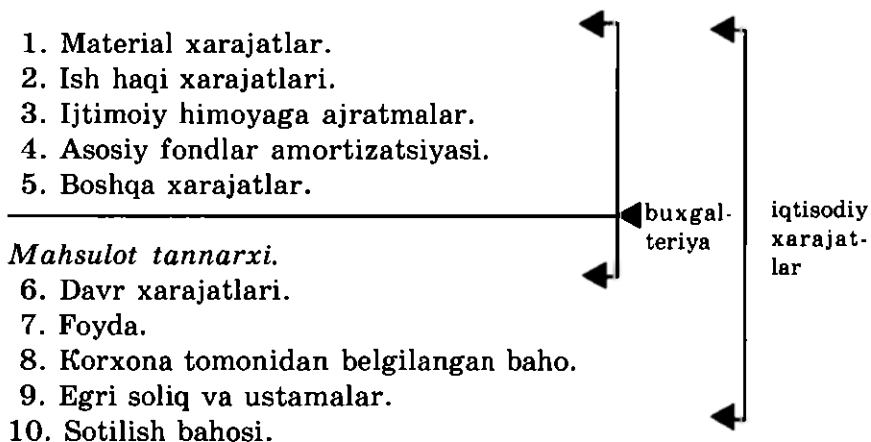 1. Material xarajatlar.
2. Ish haqi xarajatlari.
3. Ijtimoiy himoyaga ajratmalar.
4. Asosiy fondlar amortizatsiyasi.
5. Boshqa xarajatlar.
Mahsulot tannarxi.
6. Davr xarajatlari.
7. Foyda.
8. Korxona tomonidan belgilangan baho.
9. Egri soliq va ustamalar.
10. Sotilish bahosi.
buxgal-
teriya
iqtisodiy
xarajat-
lar